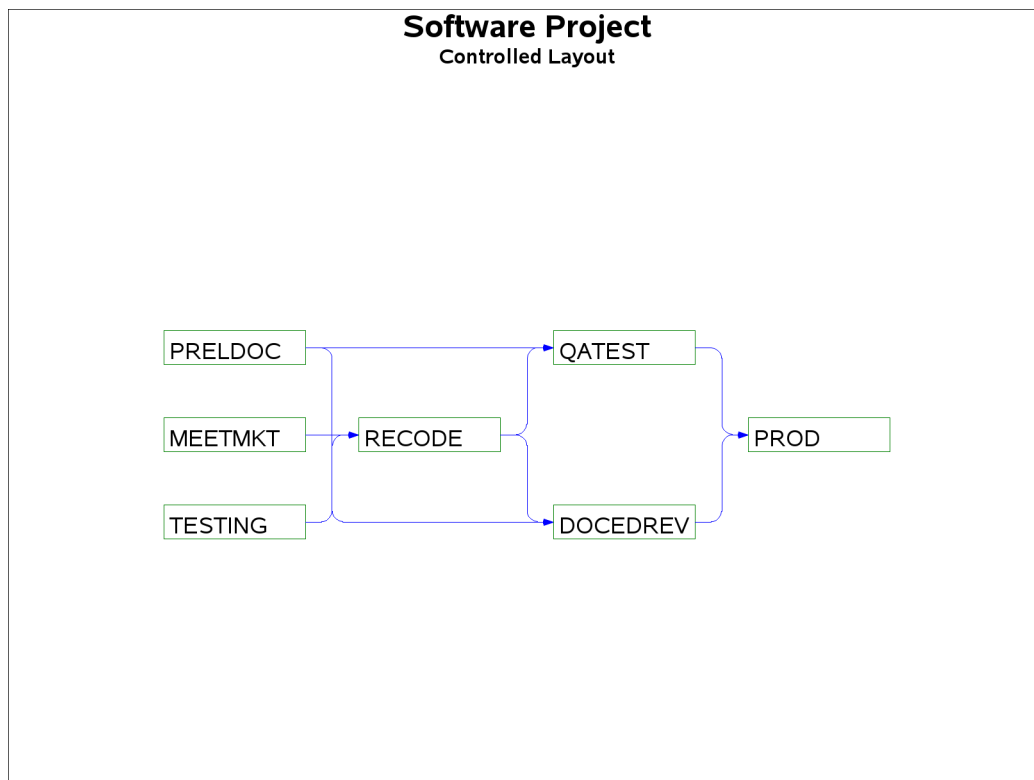 Software Project
Controlled Layout
PRELDOC
QATEST
MEETMKT
RECODE
PROD
TESTING
DOCEDREV